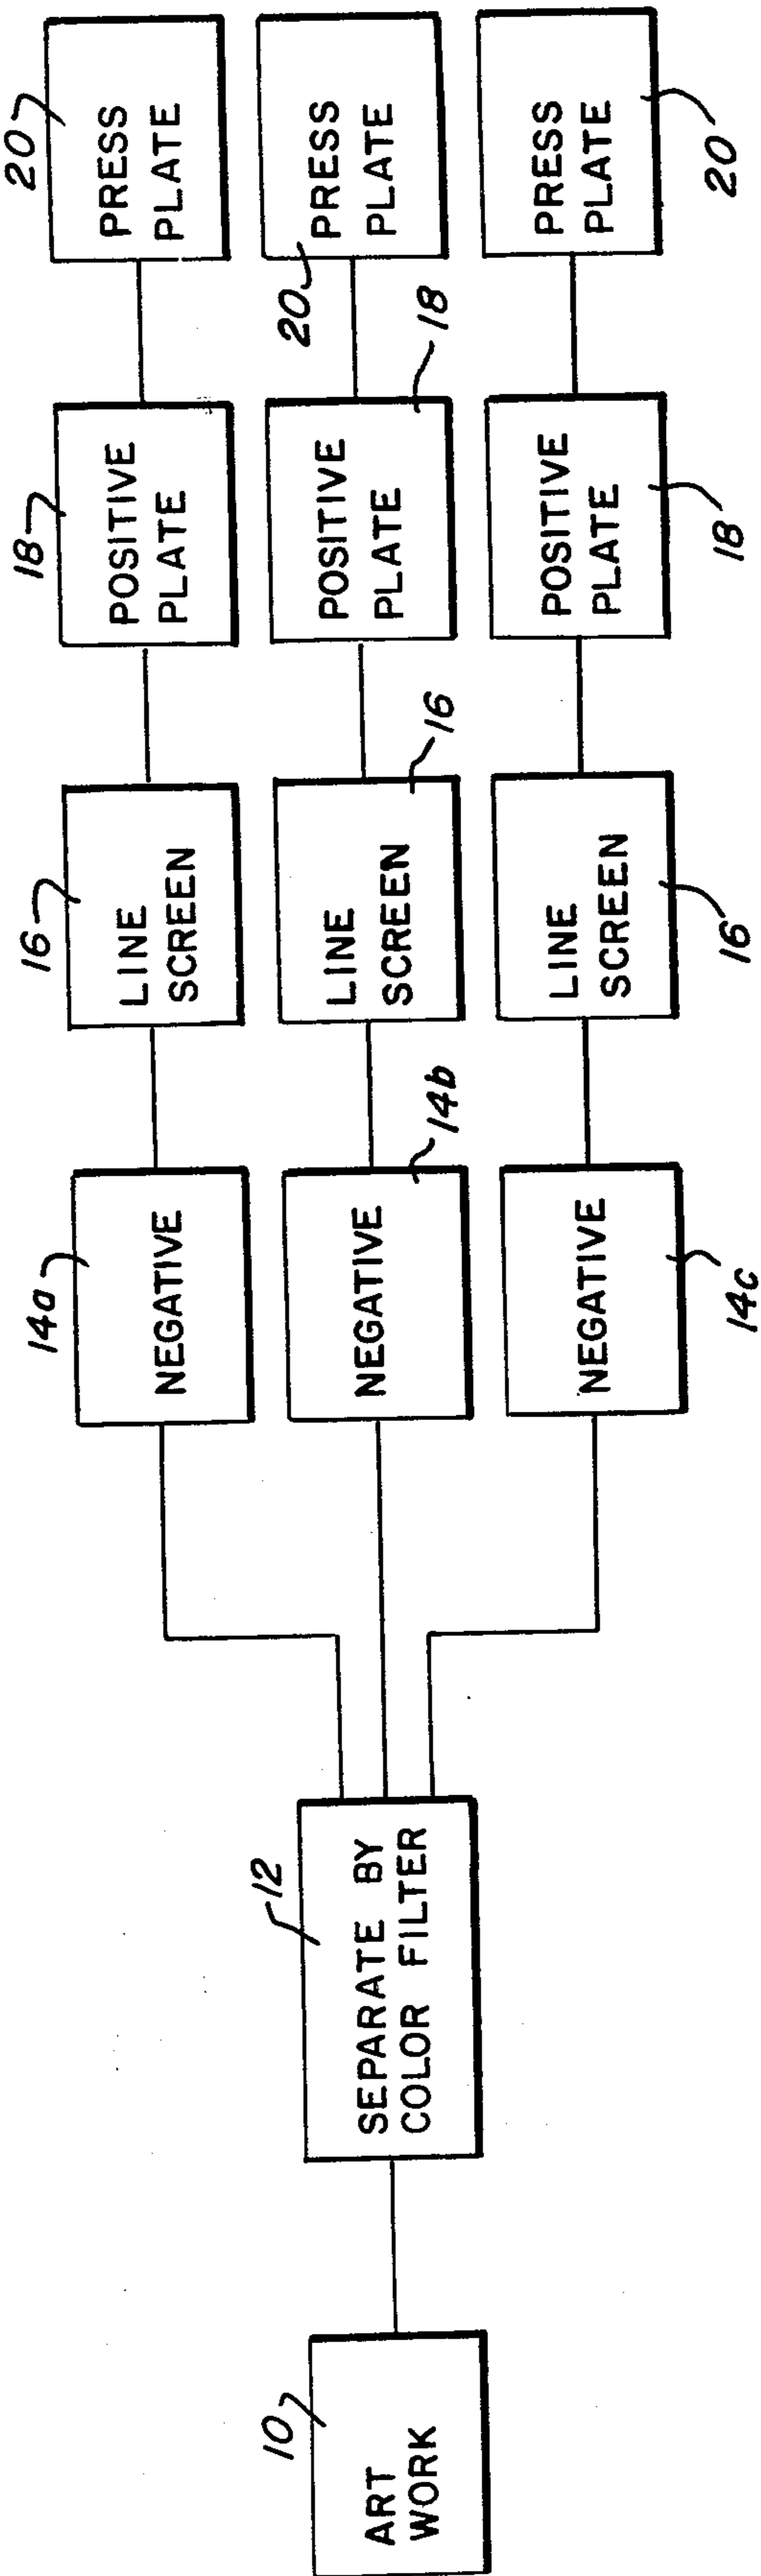 10
ART
WORK
12
SEPARATE BY
COLOR FILTER
14a
NEGATIVE
16
LINE
SCREEN
18
POSITIVE
PLATE
20
PRESS
PLATE
14b
NEGATIVE
16
LINE
SCREEN
18
POSITIVE
PLATE
20
PRESS
PLATE
14c
NEGATIVE
16
LINE
SCREEN
18
POSITIVE
PLATE
20
PRESS
PLATE